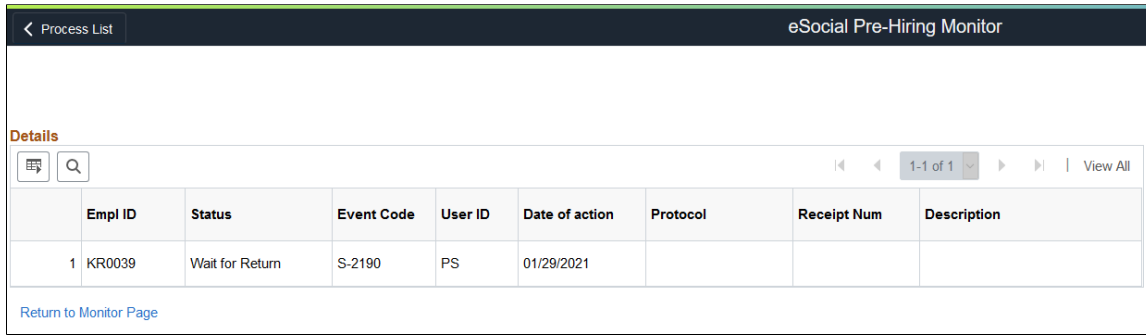 Process List
eSocial Pre-Hiring Monitor
Details
1-1 of 1
View All
Empl ID Status Event Code User ID Date of action Protocol Receipt Num Description
1 KR0039 Wait for Return S-2190 PS 01/29/2021
Return to Monitor Page